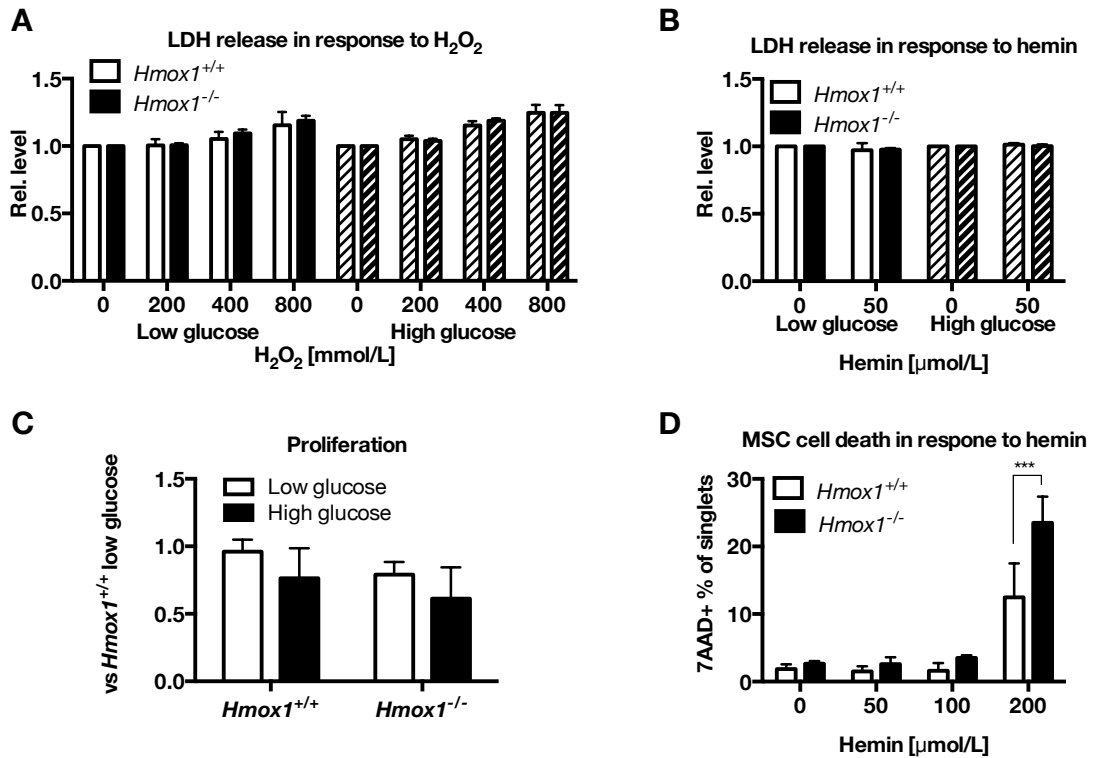 A
LDH release in response to H₂O₂
Hmox1⁺/⁺
Hmox1⁻/⁻
Rel. level
1.5
1.0
0.5
0.0
0 200 400 800 0 200 400 800
Low glucose High glucose
H₂O₂ [mmol/L]
B
LDH release in response to hemin
Hmox1⁺/⁺
Hmox1⁻/⁻
Rel. level
1.5
1.0
0.5
0.0
0 50 0 50
Low glucose High glucose
Hemin [µmol/L]
C
Proliferation
Low glucose
High glucose
vs Hmox1⁺/⁺ low glucose
1.5
1.0
0.5
0.0
Hmox1⁺/⁺ Hmox1⁻/⁻
D
MSC cell death in respone to hemin
Hmox1⁺/⁺
Hmox1⁻/⁻
***
7AAD+ % of singlets
30
20
10
0
0 50 100 200
Hemin [µmol/L]